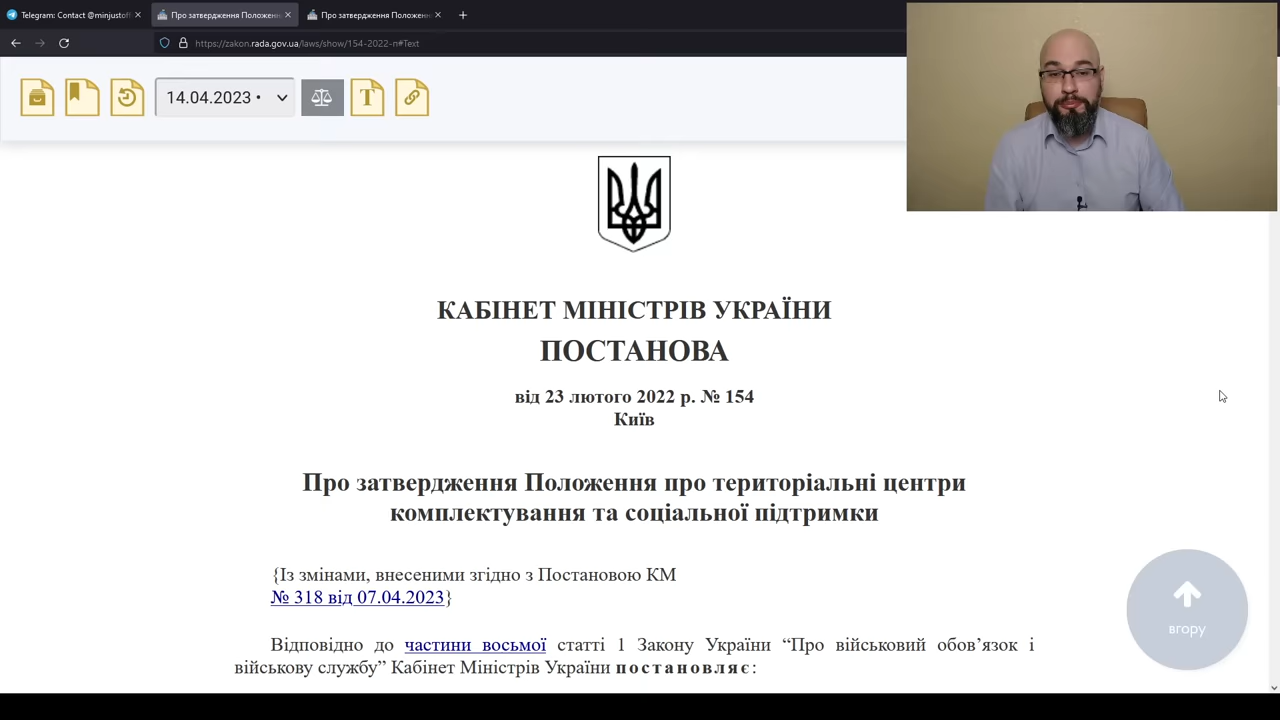 Telegram: Contact @minjustoff
Про затвердження Положенн
Про затвердження Положенн
https://zakon.rada.gov.ua/laws/show/154-2022-п#Text
14.04.2023 •
T
КАБІНЕТ МІНІСТРІВ УКРАЇНИ
ПОСТАНОВА
від 23 лютого 2022 р. № 154
Київ
Про затвердження Положення про територіальні центри
комплектування та соціальної підтримки
{Із змінами, внесеними згідно з Постановою КМ
№ 318 від 07.04.2023}
Відповідно до частини восьмої статті 1 Закону України “Про військовий обов’язок і
військову службу” Кабінет Міністрів України постановляє:
вгору